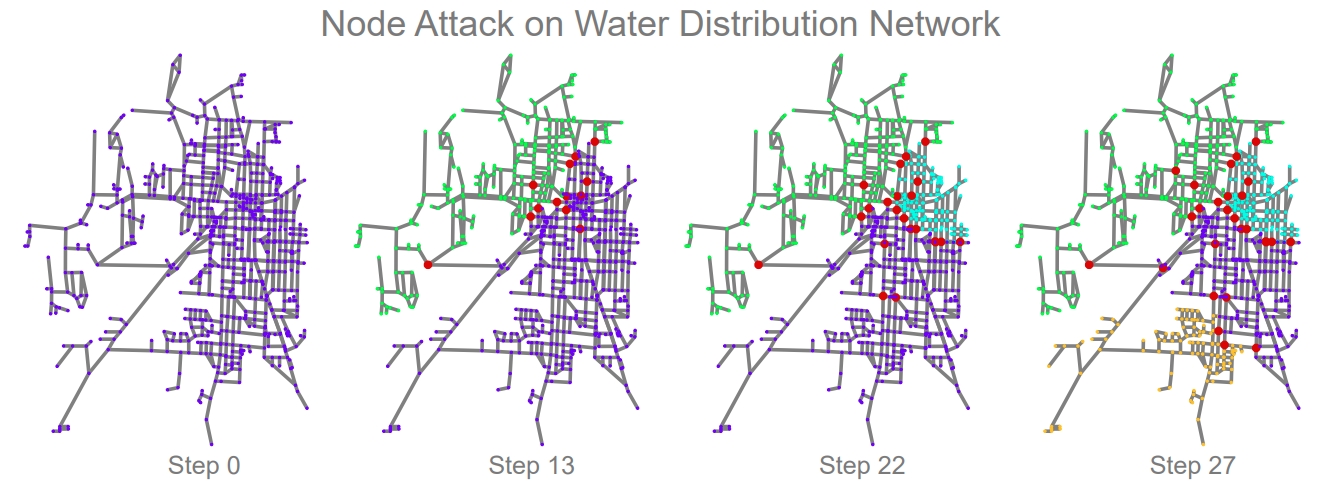 Node Attack on Water Distribution Network
Step 0
Step 13
Step 22
Step 27